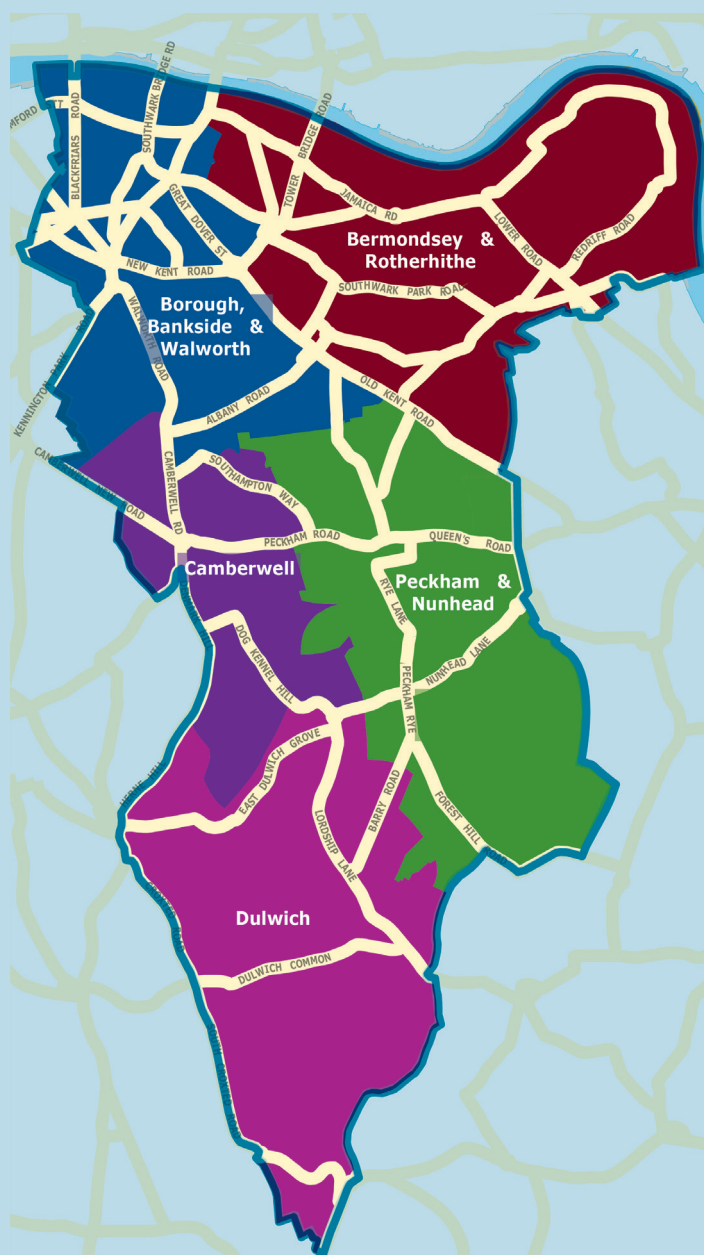 SOUTHWARK BRIDGE RD
BLACKFRIARS ROAD
TOWER BRIDGE ROAD
JAMAICA RD
GREAT DOVER ST
LOWER ROAD
REDRIFF ROAD
Bermondsey &
Rotherhithe
NEW KENT ROAD
SOUTHWARK PARK ROAD
Borough,
Bankside &
Walworth
WALWORTH ROAD
KENNINGTON PARK
ALBANY ROAD
OLD KENT ROAD
CAMBERWELL RD
SOUTHAMPTON WAY
ROAD
PECKHAM ROAD
QUEEN'S ROAD
Camberwell
Peckham &
Nunhead
RYE LANE
DOG KENNEL HILL
NUNHEAD LANE
PECKHAM RYE
EAST DULWICH GROVE
LORDSHIP LANE
BARRY ROAD
FOREST HILL
Dulwich
DULWICH COMMON